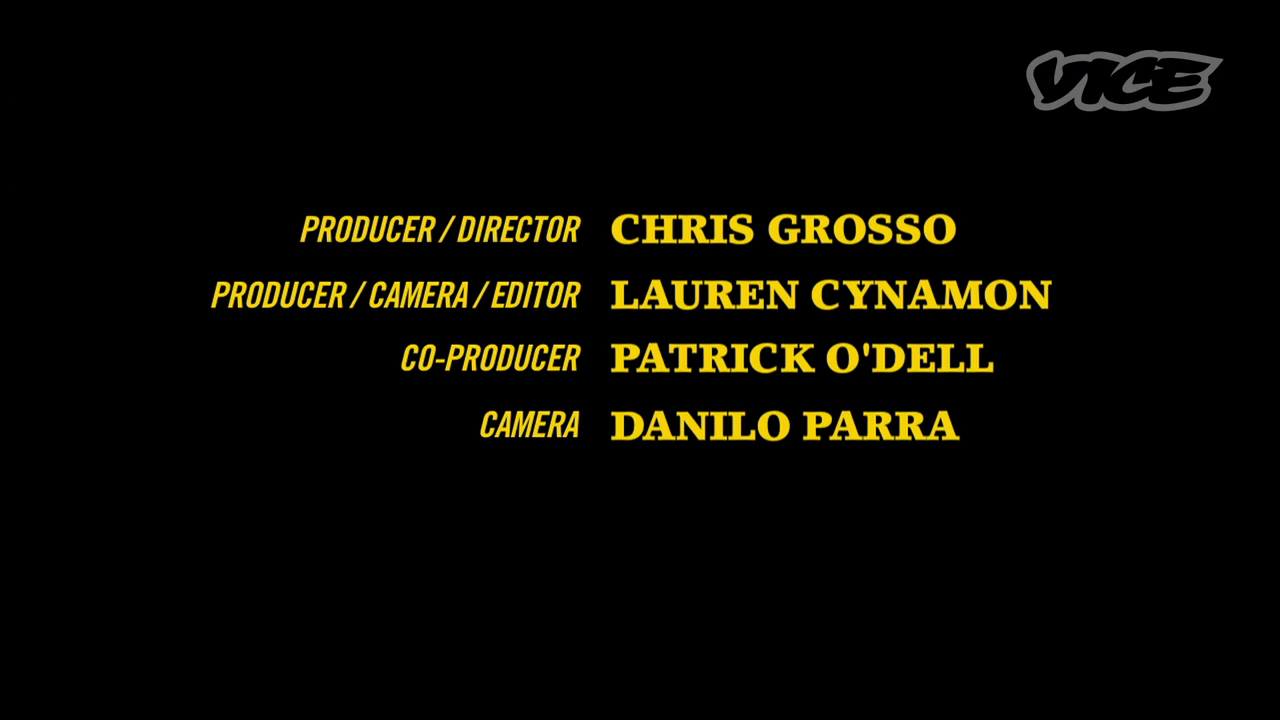 VICE
PRODUCER / DIRECTOR CHRIS GROSSO
PRODUCER / CAMERA / EDITOR LAUREN CYNAMON
CO-PRODUCER PATRICK O'DELL
CAMERA DANILO PARRA